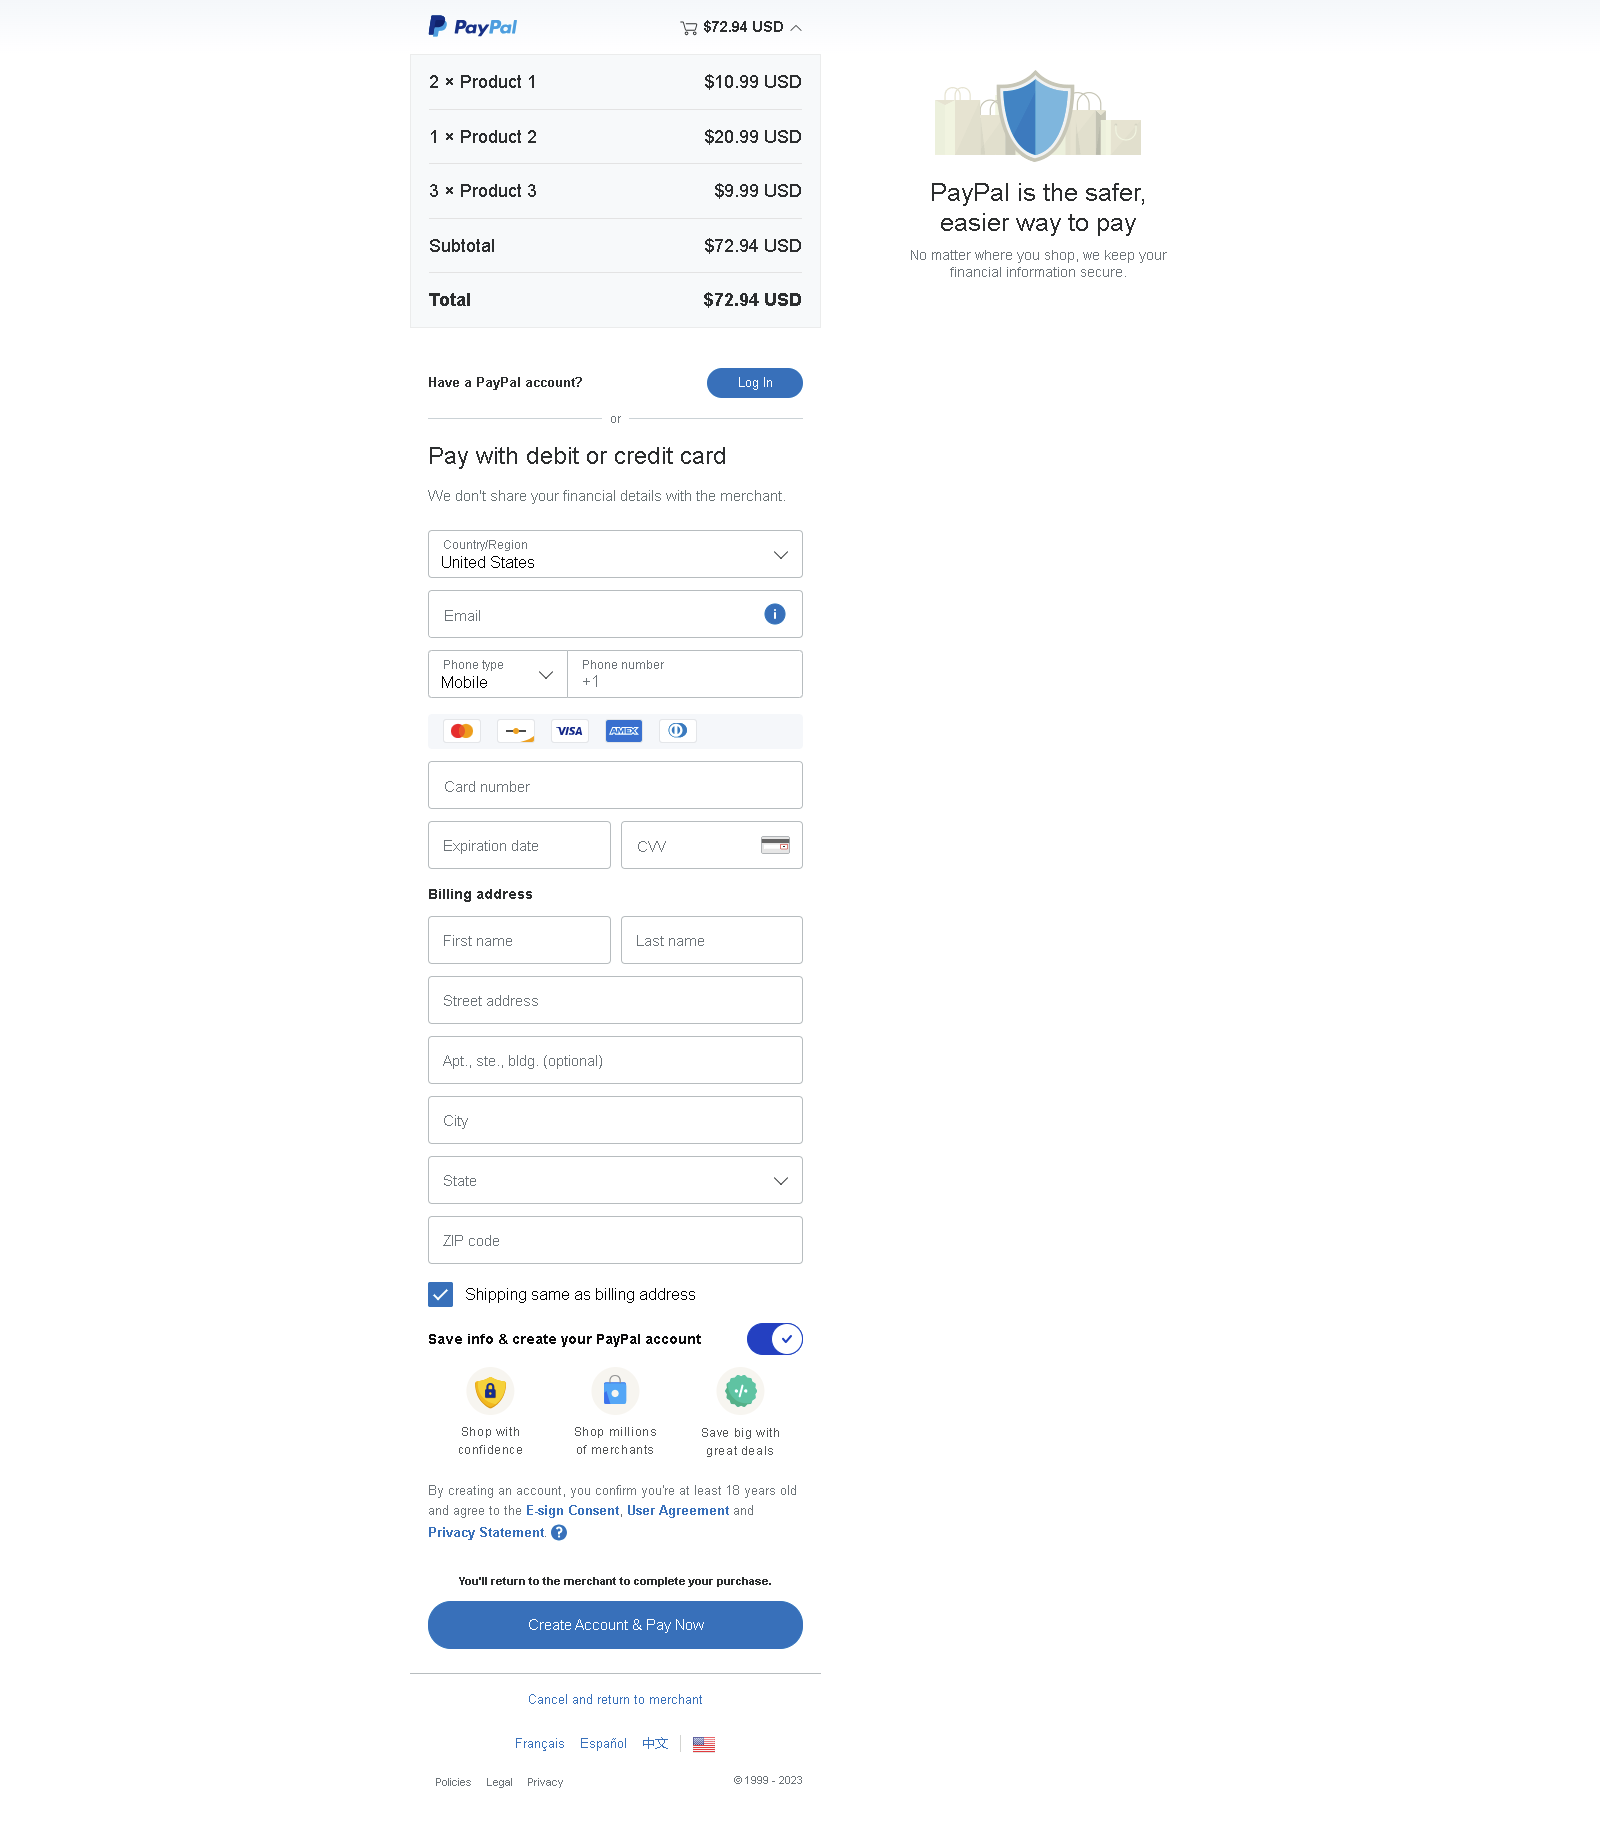 PayPal
$72.94 USD
2 × Product 1 $10.99 USD
1 × Product 2 $20.99 USD
3 × Product 3 $9.99 USD
Subtotal $72.94 USD
Total $72.94 USD
PayPal is the safer,
easier way to pay
No matter where you shop, we keep your
financial information secure.
Have a PayPal account? Log In
or
Pay with debit or credit card
We don't share your financial details with the merchant.
Country/Region
United States
Email
Phone type
Mobile
Phone number
+1
VISA AMEX
Card number
Expiration date CVV
Billing address
First name Last name
Street address
Apt., ste., bldg. (optional)
City
State
ZIP code
Shipping same as billing address
Save info & create your PayPal account
Shop with
confidence
Shop millions
of merchants
Save big with
great deals
By creating an account, you confirm you're at least 18 years old
and agree to the E-sign Consent, User Agreement and
Privacy Statement.
You'll return to the merchant to complete your purchase.
Create Account & Pay Now
Cancel and return to merchant
Français Español 中文
Policies Legal Privacy © 1999 - 2023